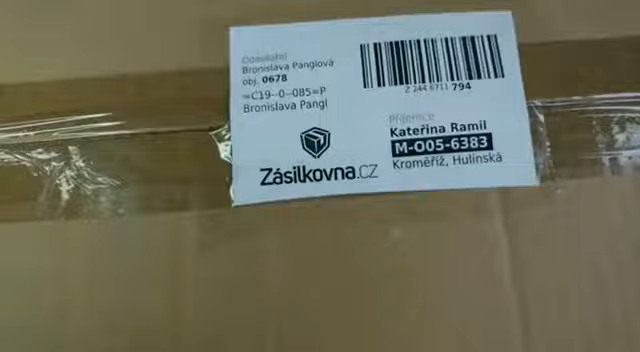 Odesílatel
Bronislava Panglová
obj. 0678
=C19--0--085=P
Bronislava Pangl
Z 244 6711 794
Příjemce
Kateřina Ramil
M-O05-6383
Kroměříž, Hulínská
Zásilkovna.CZ